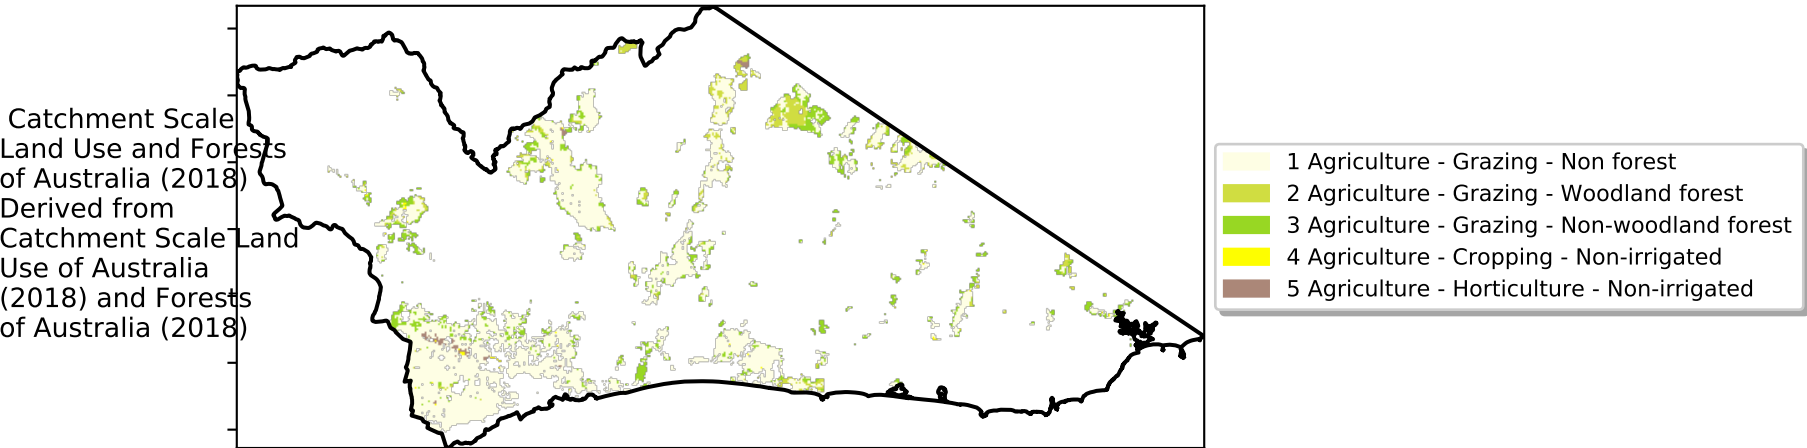 Catchment Scale
Land Use and Forests
of Australia (2018)
Derived from
Catchment Scale Land
Use of Australia
(2018) and Forests
of Australia (2018)
1 Agriculture - Grazing - Non forest
2 Agriculture - Grazing - Woodland forest
3 Agriculture - Grazing - Non-woodland forest
4 Agriculture - Cropping - Non-irrigated
5 Agriculture - Horticulture - Non-irrigated